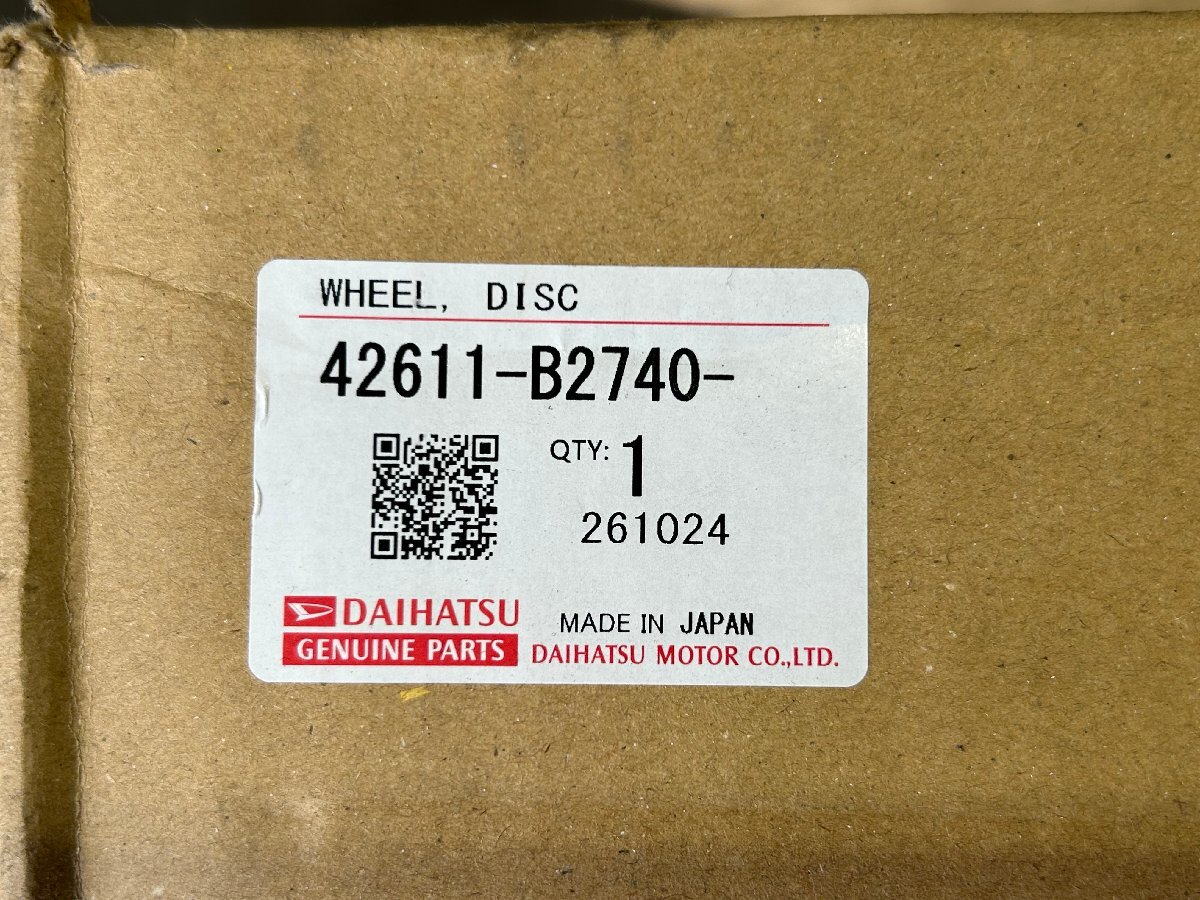 WHEEL, DISC
42611-B2740-
QTY: 1
261024
DAIHATSU
GENUINE PARTS
MADE IN JAPAN
DAIHATSU MOTOR CO.,LTD.